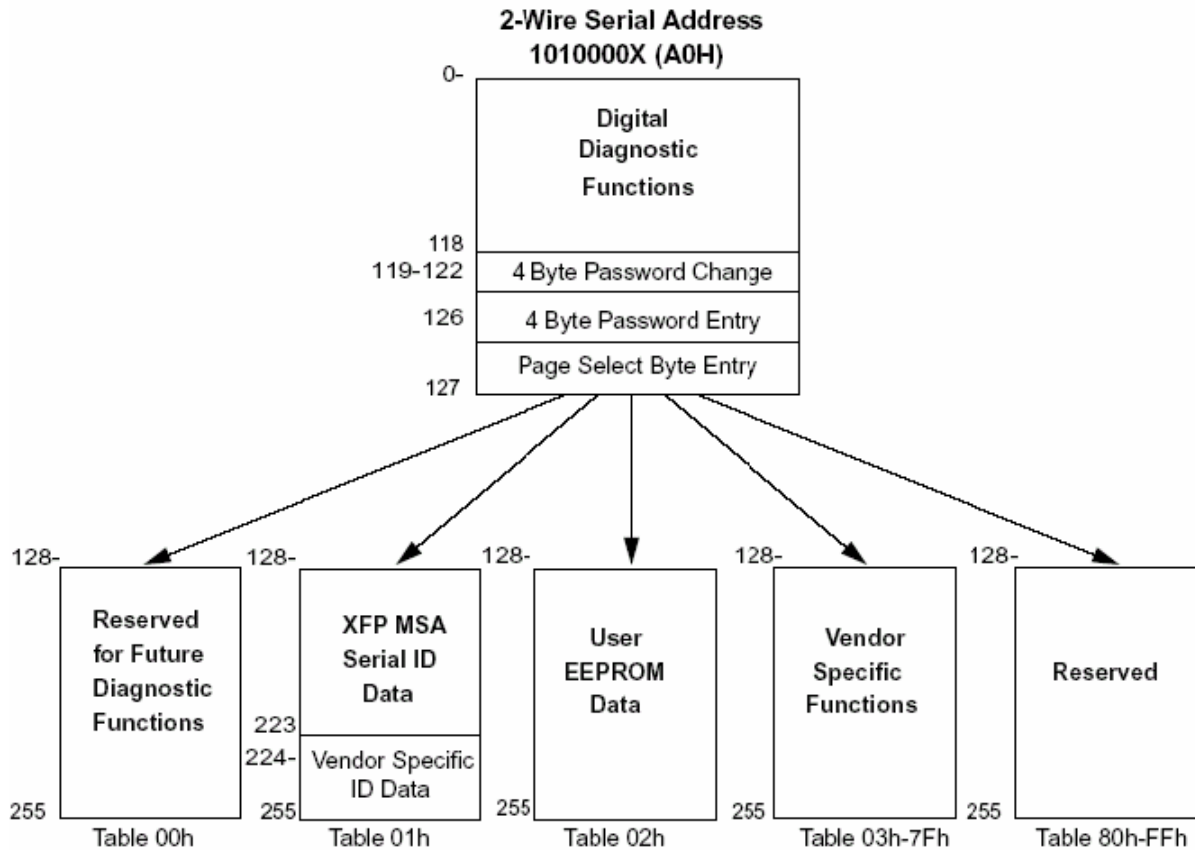 2-Wire Serial Address
1010000X (A0H)
0-
Digital
Diagnostic
Functions
118
119-122
4 Byte Password Change
126
4 Byte Password Entry
Page Select Byte Entry
127
128-
Reserved
for Future
Diagnostic
Functions
255
Table 00h
128-
XFP MSA
Serial ID
Data
223
224-
Vendor Specific
ID Data
255
Table 01h
128-
User
EEPROM
Data
255
Table 02h
128-
Vendor
Specific
Functions
255
Table 03h-7Fh
128-
Reserved
255
Table 80h-FFh